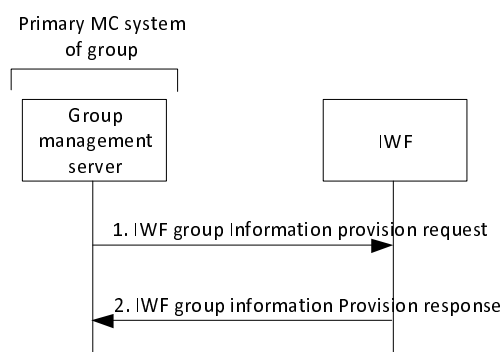 Primary MC system
of group
Group
management
server
IWF
1. IWF group Information provision request
2. IWF group information Provision response